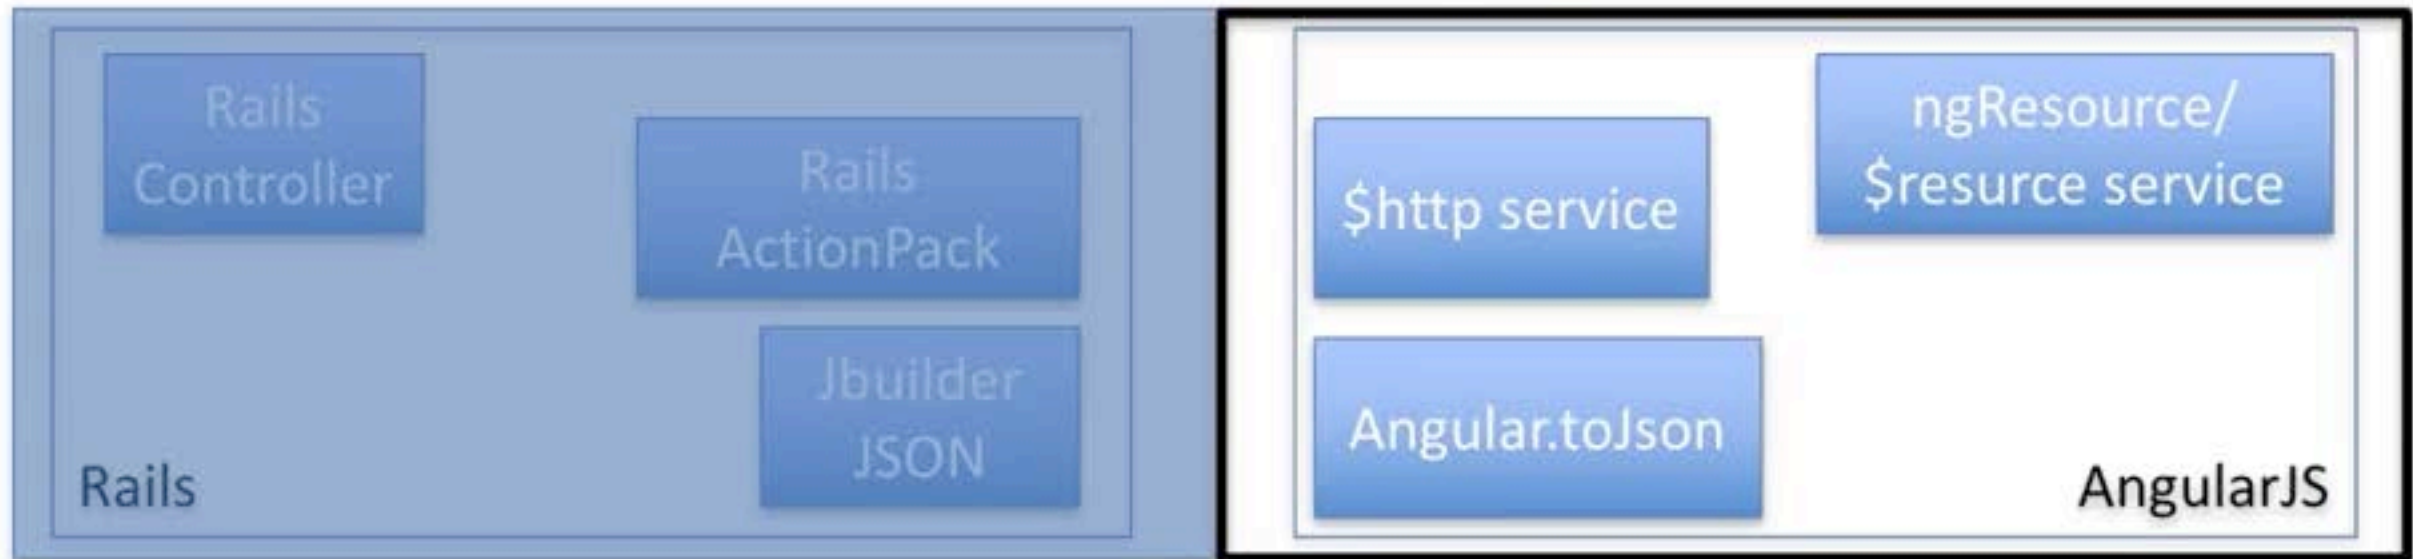 Rails
Controller
Rails
ActionPack
Jbuilder
JSON
Rails
$http service
ngResource/
$resurce service
Angular.toJson
AngularJS